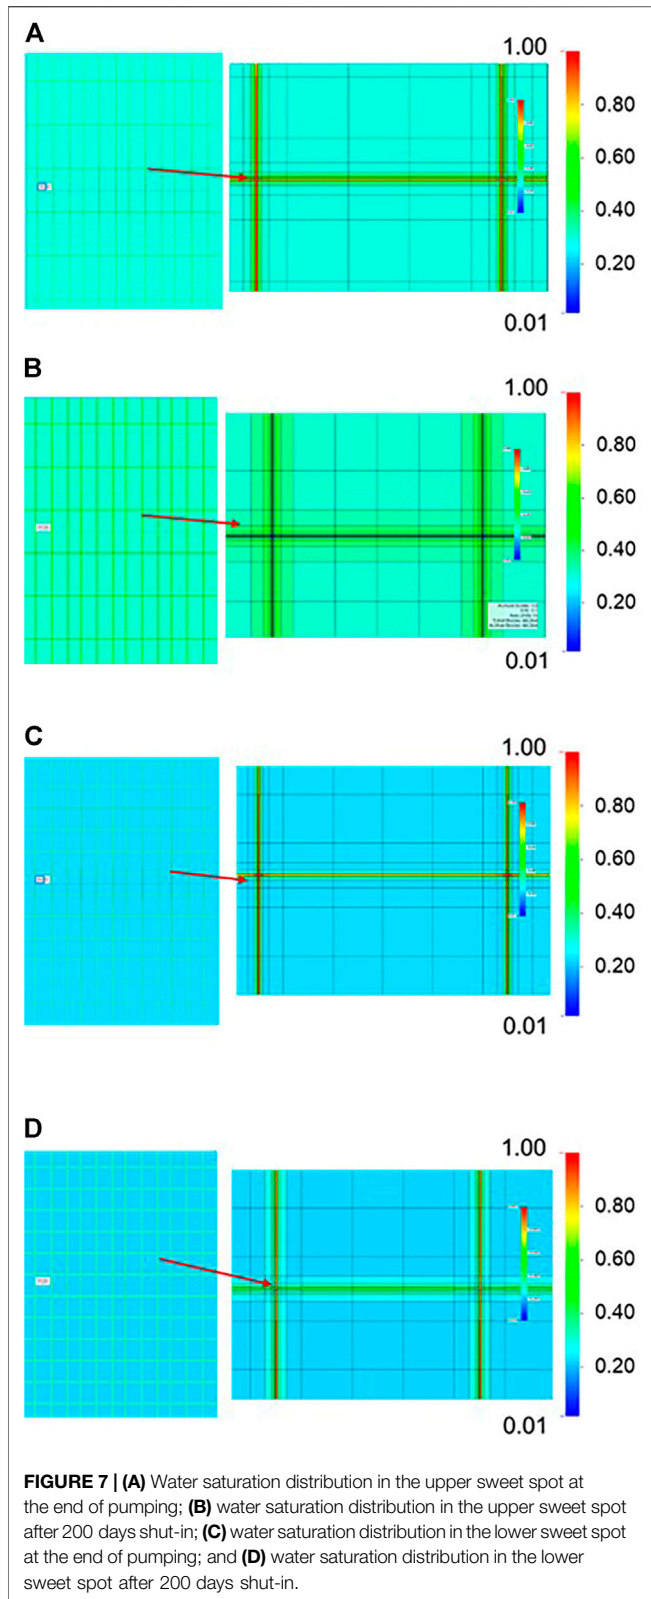 A
1.00
0.80
0.60
0.40
0.20
0.01
B
1.00
0.80
0.60
0.40
0.20
0.01
C
1.00
0.80
0.60
0.40
0.20
0.01
D
1.00
0.80
0.60
0.40
0.20
0.01
FIGURE 7 | (A) Water saturation distribution in the upper sweet spot at
the end of pumping; (B) water saturation distribution in the upper sweet spot
after 200 days shut-in; (C) water saturation distribution in the lower sweet spot
at the end of pumping; and (D) water saturation distribution in the lower
sweet spot after 200 days shut-in.